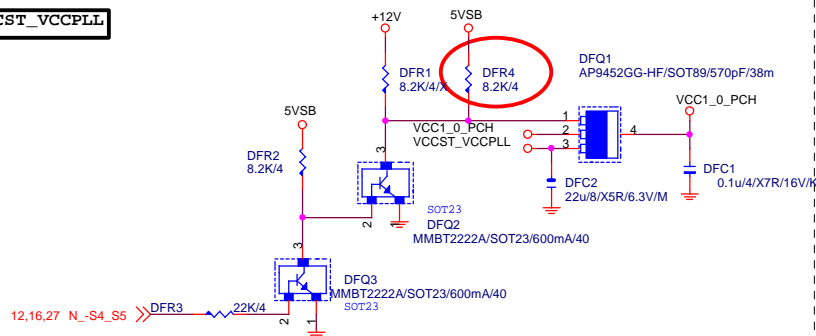 CST_VCCPLL
+12V
5VSB
DFR1
8.2K/4/X
DFR4
8.2K/4
DFQ1
AP9452GG-HF/SOT89/570pF/38m
VCC1_0_PCH
1
2
3
4
VCC1_0_PCH
VCCST_VCCPLL
5VSB
DFR2
8.2K/4
3
DFC2
22u/8/X5R/6.3V/M
DFC1
0.1u/4/X7R/16V/K
SOT23
2
1
DFQ2
MMBT2222A/SOT23/600mA/40
3
DFQ3
MMBT2222A/SOT23/600mA/40
SOT23
12,16,27 N_-S4_S5
DFR3
22K/4
2
1